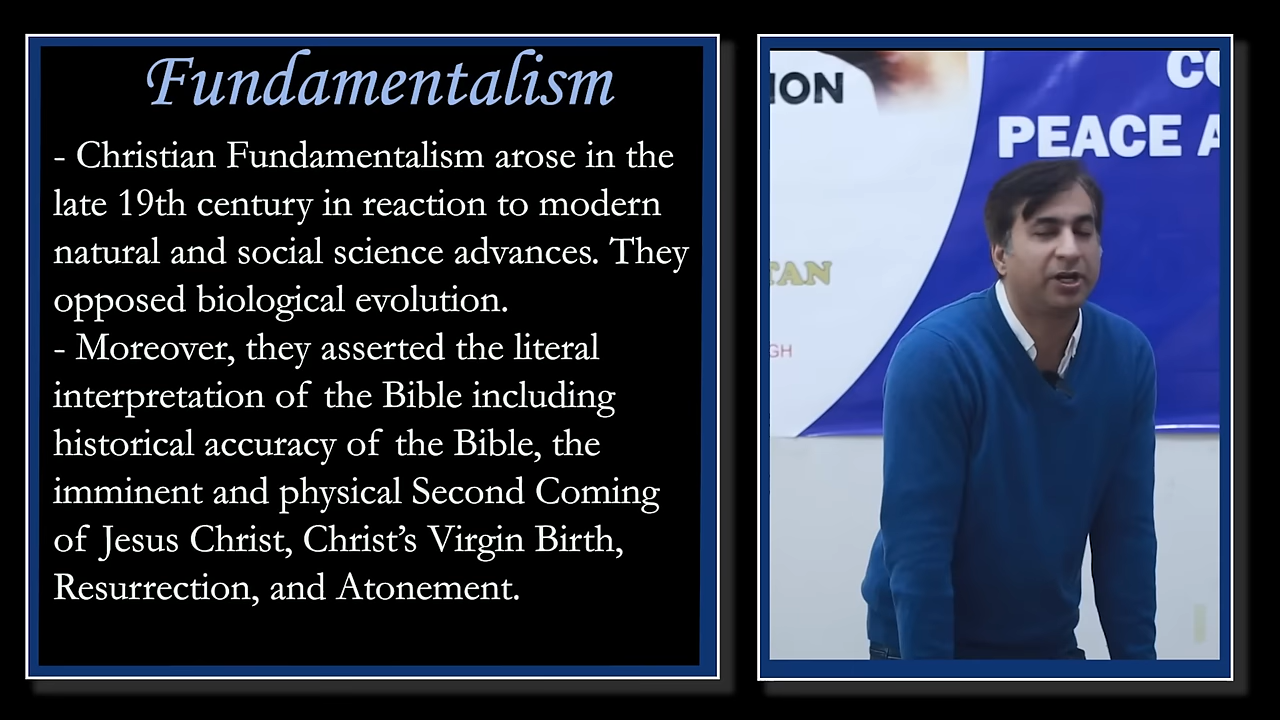 Fundamentalism
- Christian Fundamentalism arose in the
late 19th century in reaction to modern
natural and social science advances. They
opposed biological evolution.
- Moreover, they asserted the literal
interpretation of the Bible including
historical accuracy of the Bible, the
imminent and physical Second Coming
of Jesus Christ, Christ’s Virgin Birth,
Resurrection, and Atonement.
ION
CO
PEACE A
TAN
GH